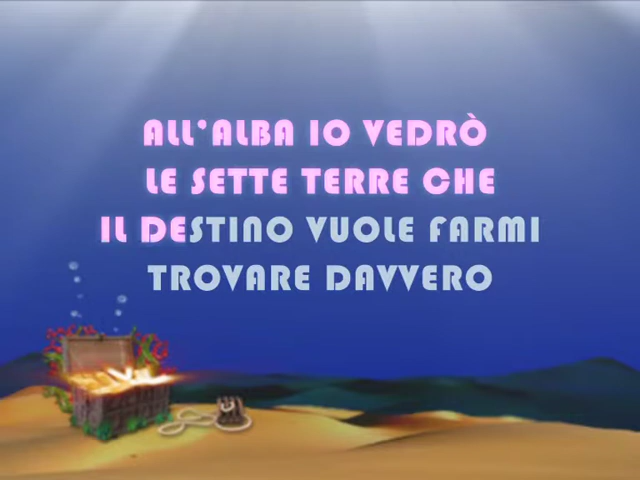 ALL'ALBA IO VEDRÒ
LE SETTE TERRE CHE
IL DESTINO VUOLE FARMI
TROVARE DAVVERO